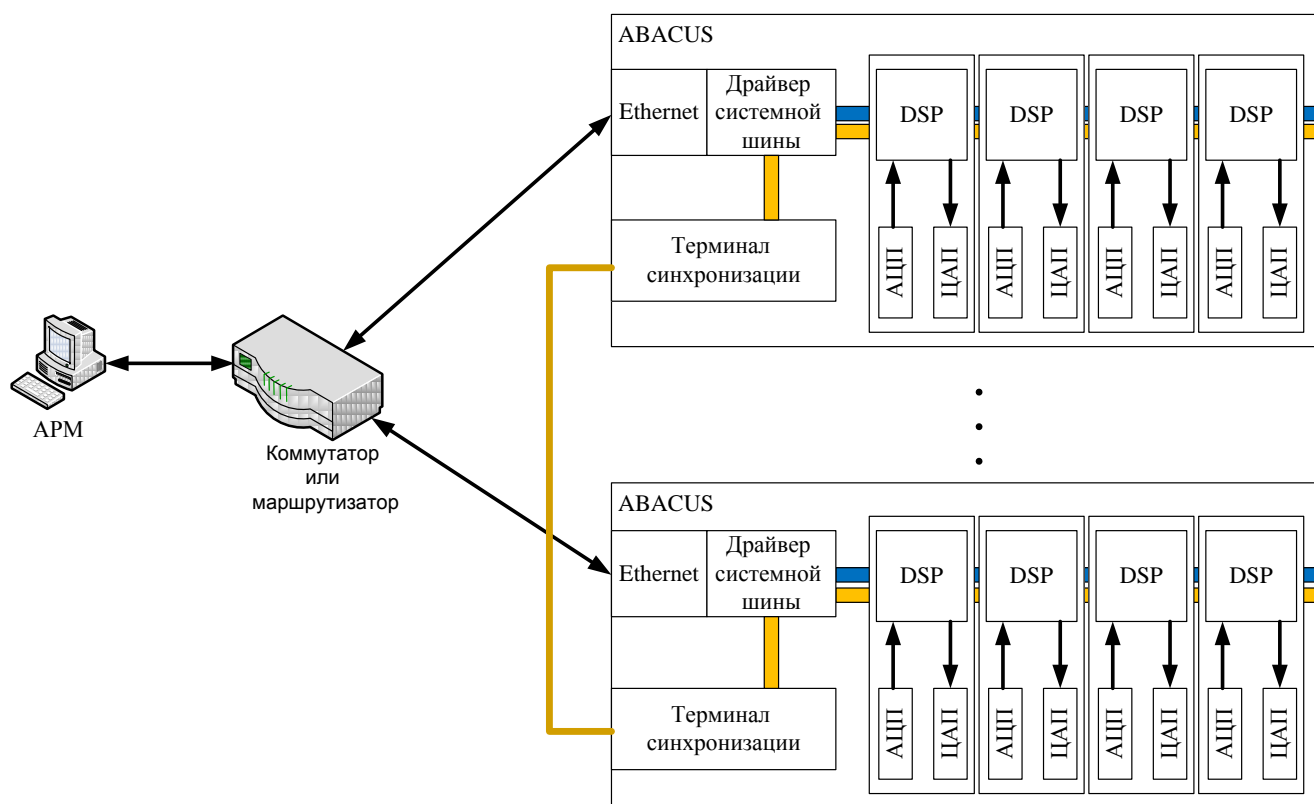 ABACUS
Ethernet
Драйвер
системной
шины
DSP
DSP
DSP
DSP
Терминал
синхронизации
АЦП
ЦАП
АЦП
ЦАП
АЦП
ЦАП
АЦП
ЦАП
АРМ
Коммутатор
или
маршрутизатор
ABACUS
Ethernet
Драйвер
системной
шины
DSP
DSP
DSP
DSP
Терминал
синхронизации
АЦП
ЦАП
АЦП
ЦАП
АЦП
ЦАП
АЦП
ЦАП